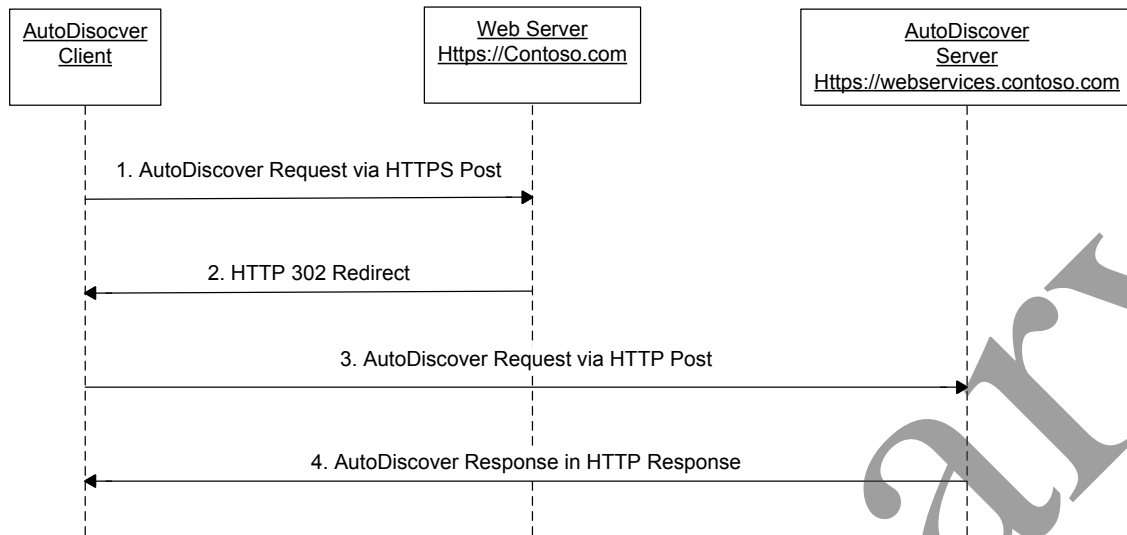 AutoDisocver
Client
Web Server
Https://Contoso.com
AutoDiscover
Server
Https://webservices.contoso.com
1. AutoDiscover Request via HTTPS Post
2. HTTP 302 Redirect
3. AutoDiscover Request via HTTP Post
4. AutoDiscover Response in HTTP Response